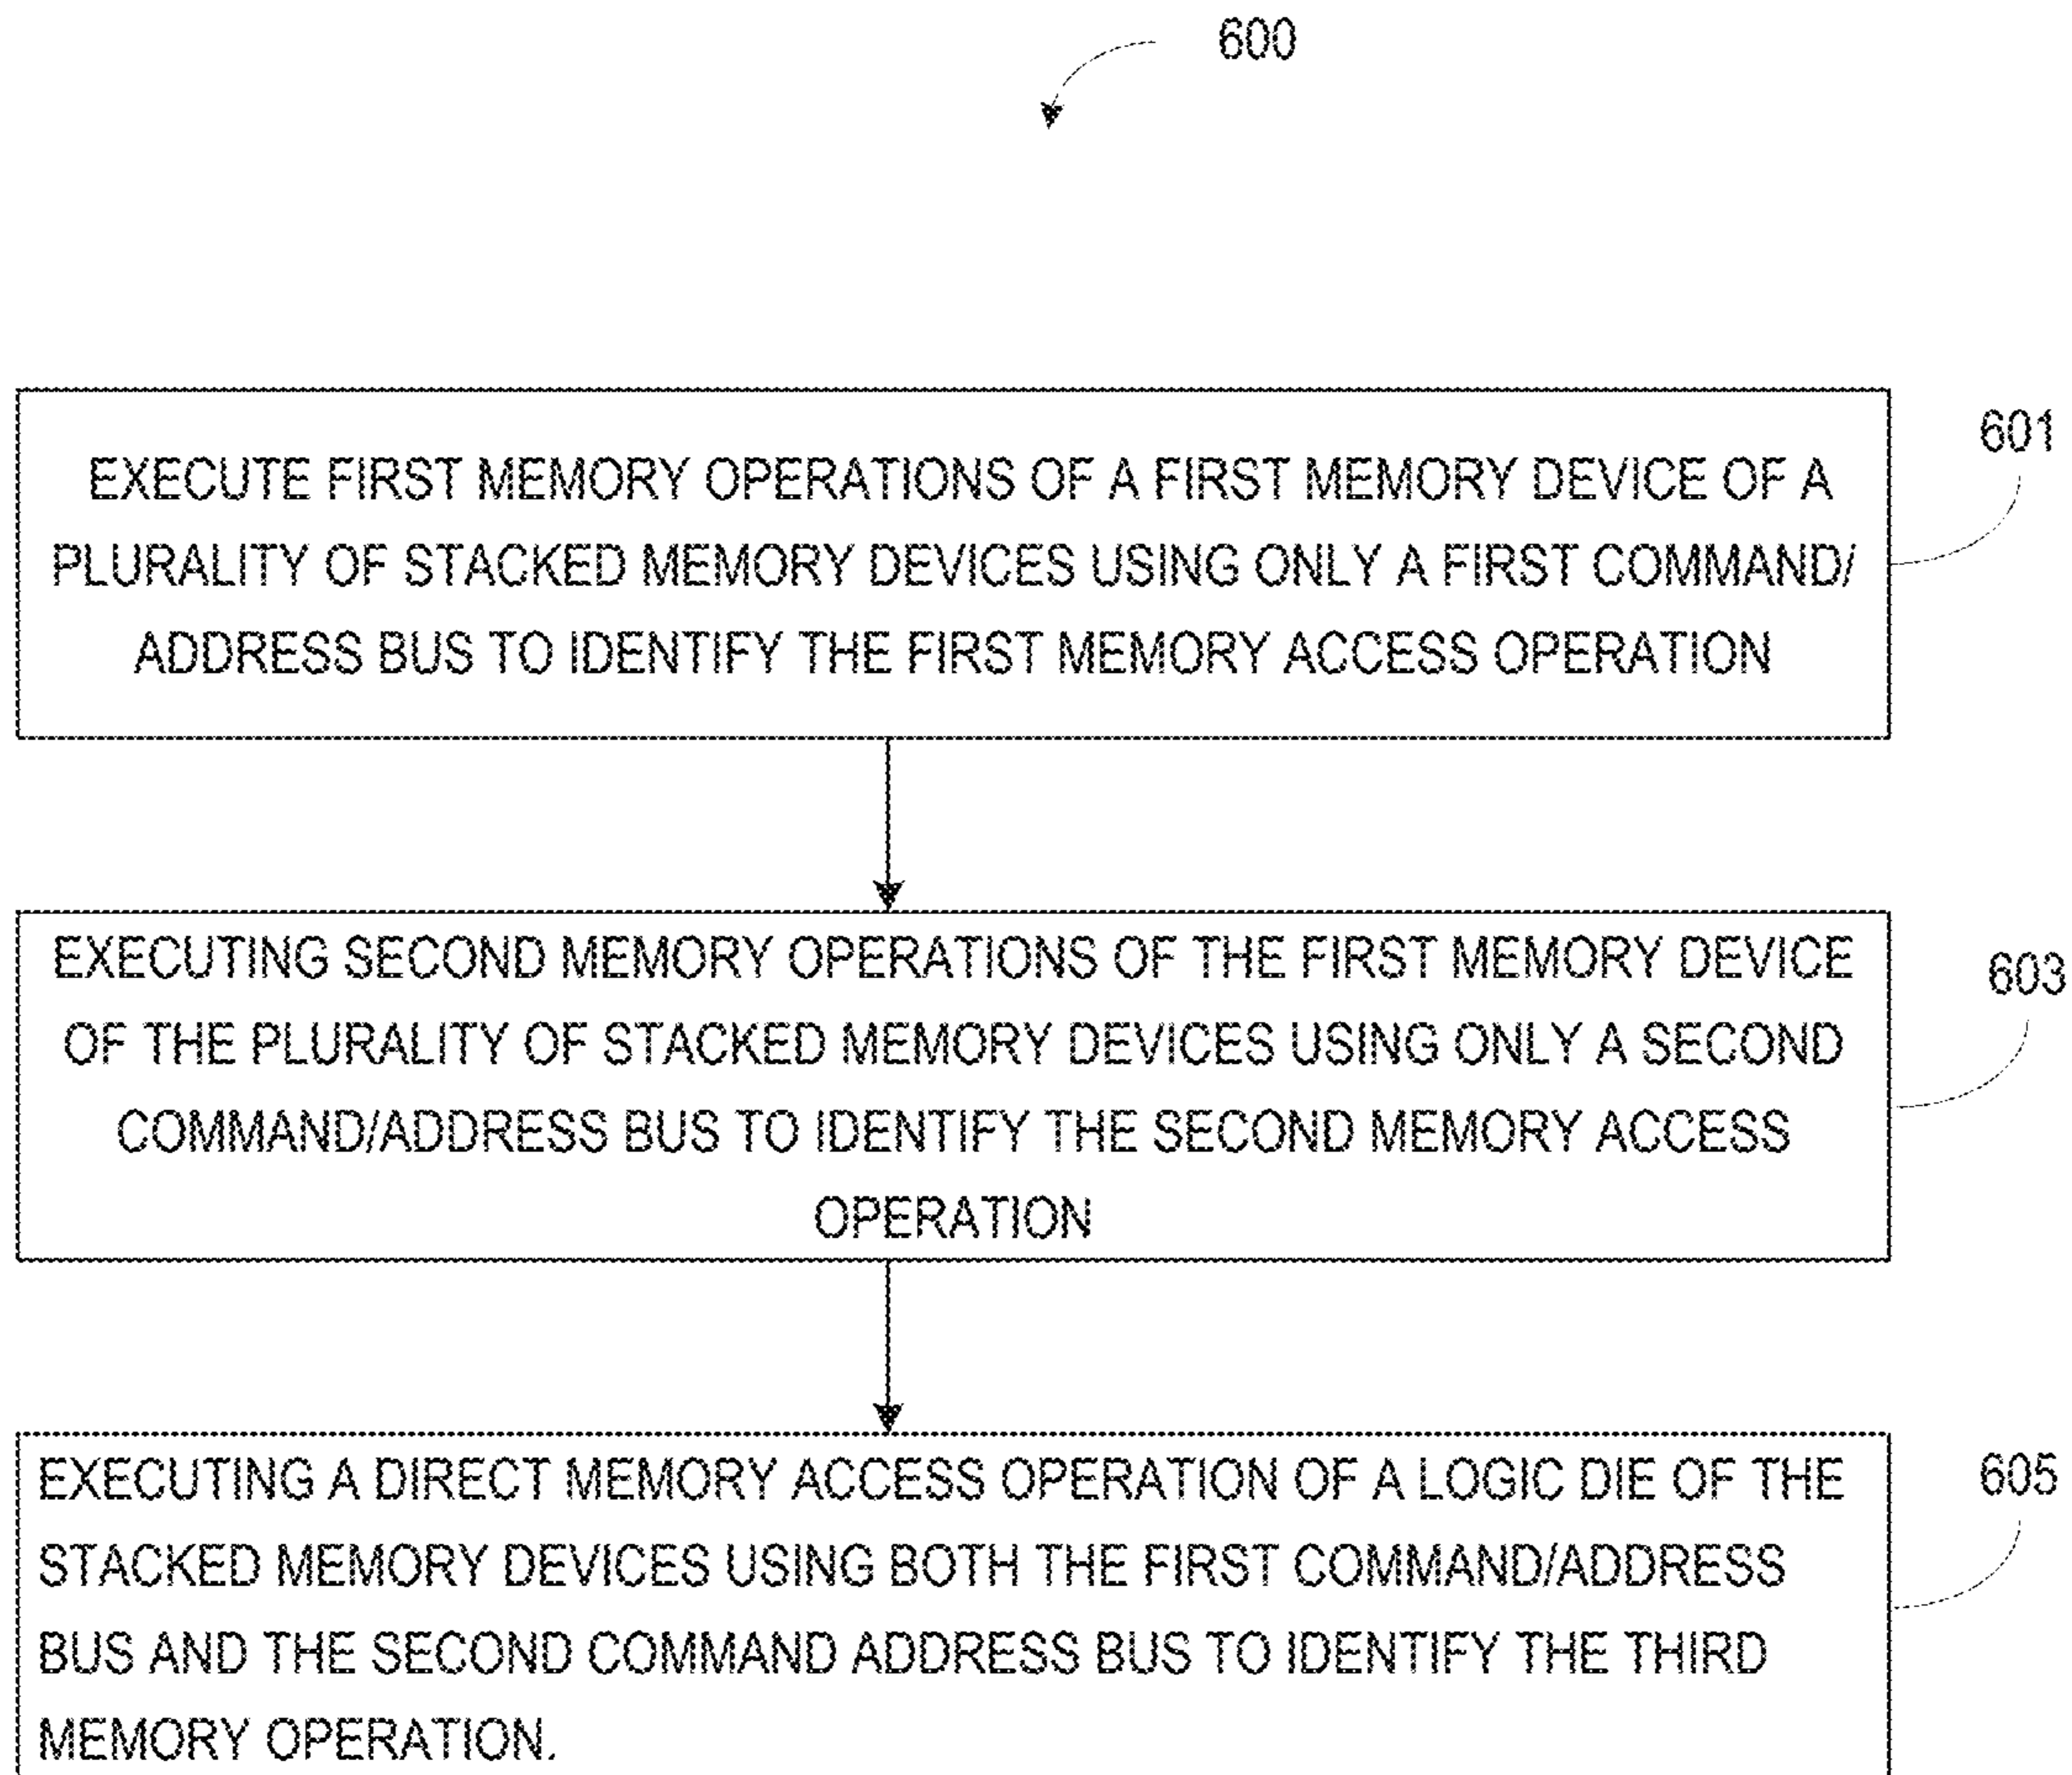 600
EXECUTE FIRST MEMORY OPERATIONS OF A FIRST MEMORY DEVICE OF A
PLURALITY OF STACKED MEMORY DEVICES USING ONLY A FIRST COMMAND/
ADDRESS BUS TO IDENTIFY THE FIRST MEMORY ACCESS OPERATION
601
EXECUTING SECOND MEMORY OPERATIONS OF THE FIRST MEMORY DEVICE
OF THE PLURALITY OF STACKED MEMORY DEVICES USING ONLY A SECOND
COMMAND/ADDRESS BUS TO IDENTIFY THE SECOND MEMORY ACCESS
OPERATION
603
EXECUTING A DIRECT MEMORY ACCESS OPERATION OF A LOGIC DIE OF THE
STACKED MEMORY DEVICES USING BOTH THE FIRST COMMAND/ADDRESS
BUS AND THE SECOND COMMAND ADDRESS BUS TO IDENTIFY THE THIRD
MEMORY OPERATION.
605